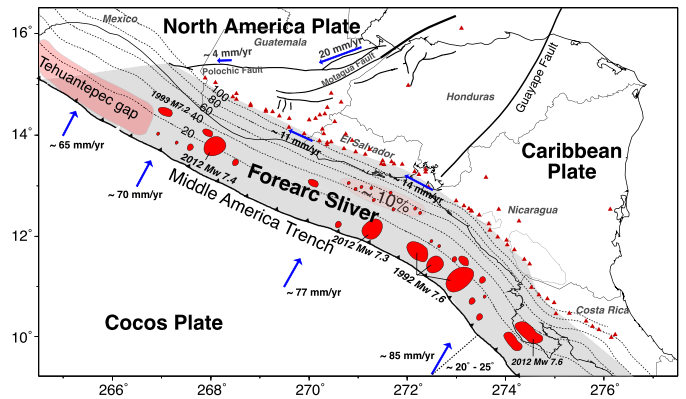 16°
14°
12°
10°
266°
268°
270°
272°
274°
276°
Mexico
North America Plate
Guatemala
~ 4 mm/yr
20 mm/yr
Polochic Fault
Motagua Fault
Guayape Fault
Honduras
Tehuantepec gap
1993 M7.2
100
80
60
40
20
~ 11 mm/yr
El Salvador
Caribbean
Plate
~ 65 mm/yr
2012 Mw 7.4
Forearc Sliver
~10%
14 mm/yr
~ 70 mm/yr
Middle America Trench
Nicaragua
2012 Mw 7.3
1992 Mw 7.6
~ 77 mm/yr
Cocos Plate
Costa Rica
~ 85 mm/yr
~ 20° - 25°
2012 Mw 7.6